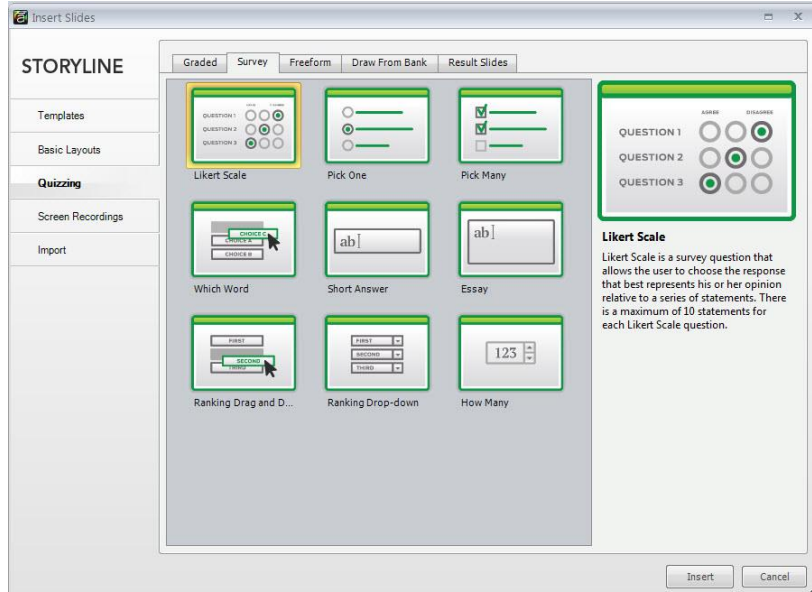 Insert Slides
STORYLINE
Templates
Basic Layouts
Quizzing
Screen Recordings
Import
Graded
Survey
Freeform
Draw From Bank
Result Slides
AGREE DISAGREE
QUESTION 1
QUESTION 2
QUESTION 3
Likert Scale
Pick One
Pick Many
CHOICE C
CHOICE A
CHOICE B
Which Word
ab
Short Answer
ab
Essay
FIRST
SECOND
THIRD
Ranking Drag and D...
FIRST
SECOND
THIRD
Ranking Drop-down
123
How Many
AGREE DISAGREE
QUESTION 1
QUESTION 2
QUESTION 3
Likert Scale
Likert Scale is a survey question that
allows the user to choose the response
that best represents his or her opinion
relative to a series of statements. There
is a maximum of 10 statements for
each Likert Scale question.
Insert
Cancel